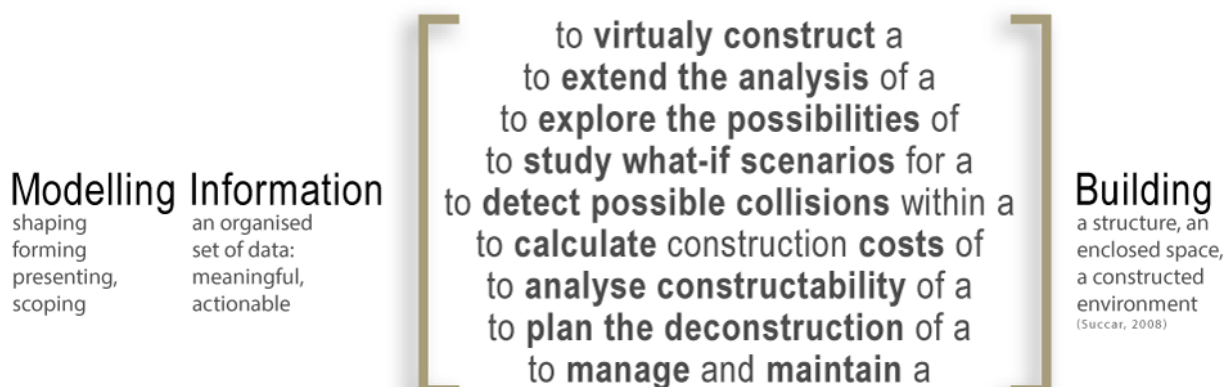 Modelling
shaping
forming
presenting,
scoping
Information
an organised
set of data:
meaningful,
actionable
to virtualy construct a
to extend the analysis of a
to explore the possibilities of
to study what-if scenarios for a
to detect possible collisions within a
to calculate construction costs of
to analyse constructability of a
to plan the deconstruction of a
to manage and maintain a
Building
a structure, an
enclosed space,
a constructed
environment
(Succar, 2008)